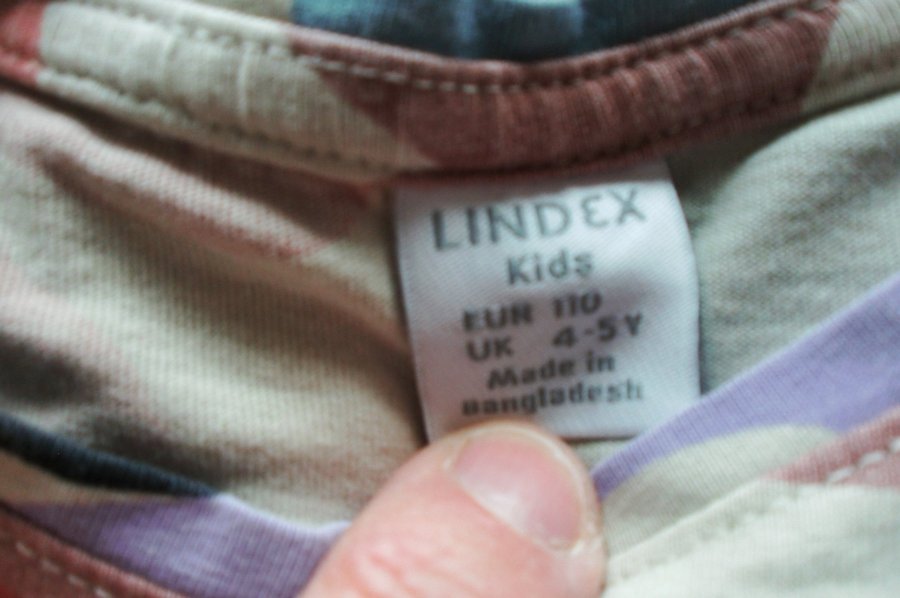 LINDEX
Kids
EUR 110
UK 4-5Y
Made in
Bangladesh